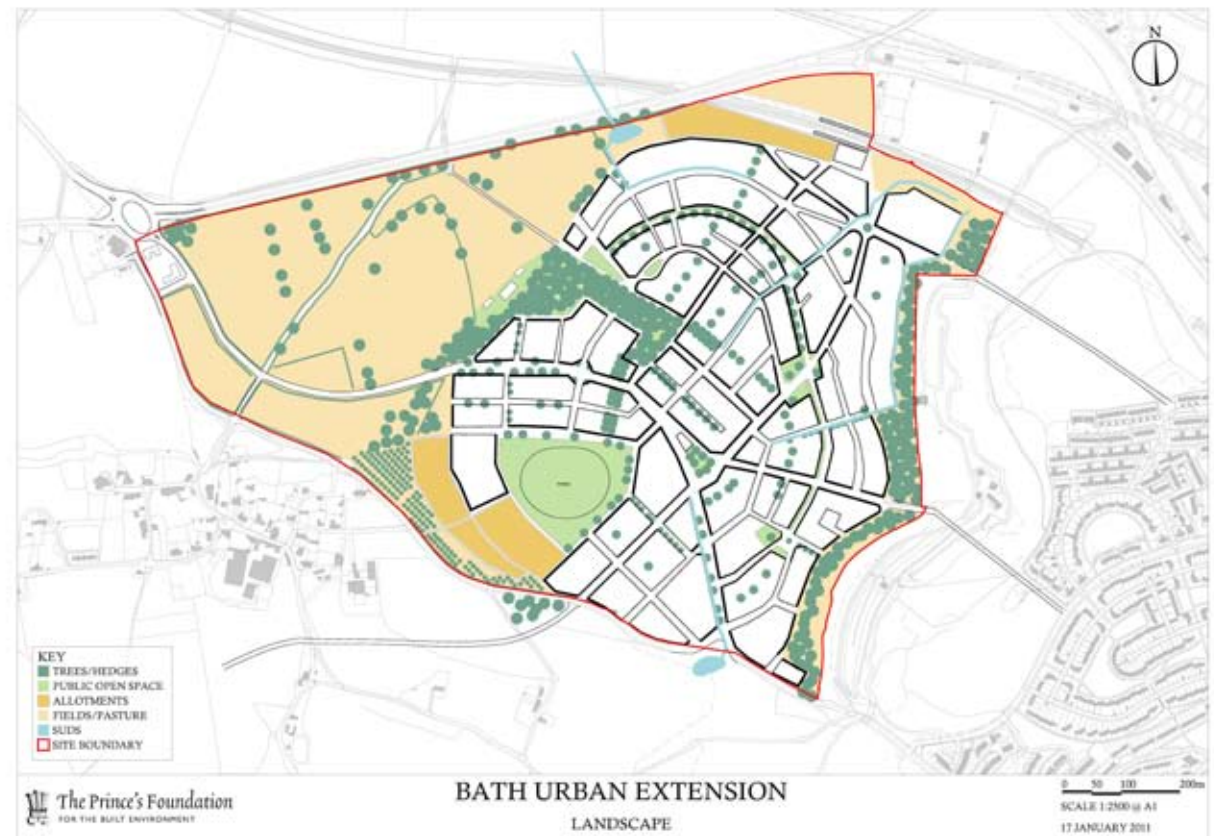 N
KEY
TREES/HEDGES
PUBLIC OPEN SPACE
ALLOTMENTS
FIELDS/PASTURE
SUDS
SITE BOUNDARY
The Prince's Foundation
FOR THE BUILT ENVIRONMENT
BATH URBAN EXTENSION
LANDSCAPE
0 50 100 200m
SCALE 1:2500 @ A1
17 JANUARY 2011